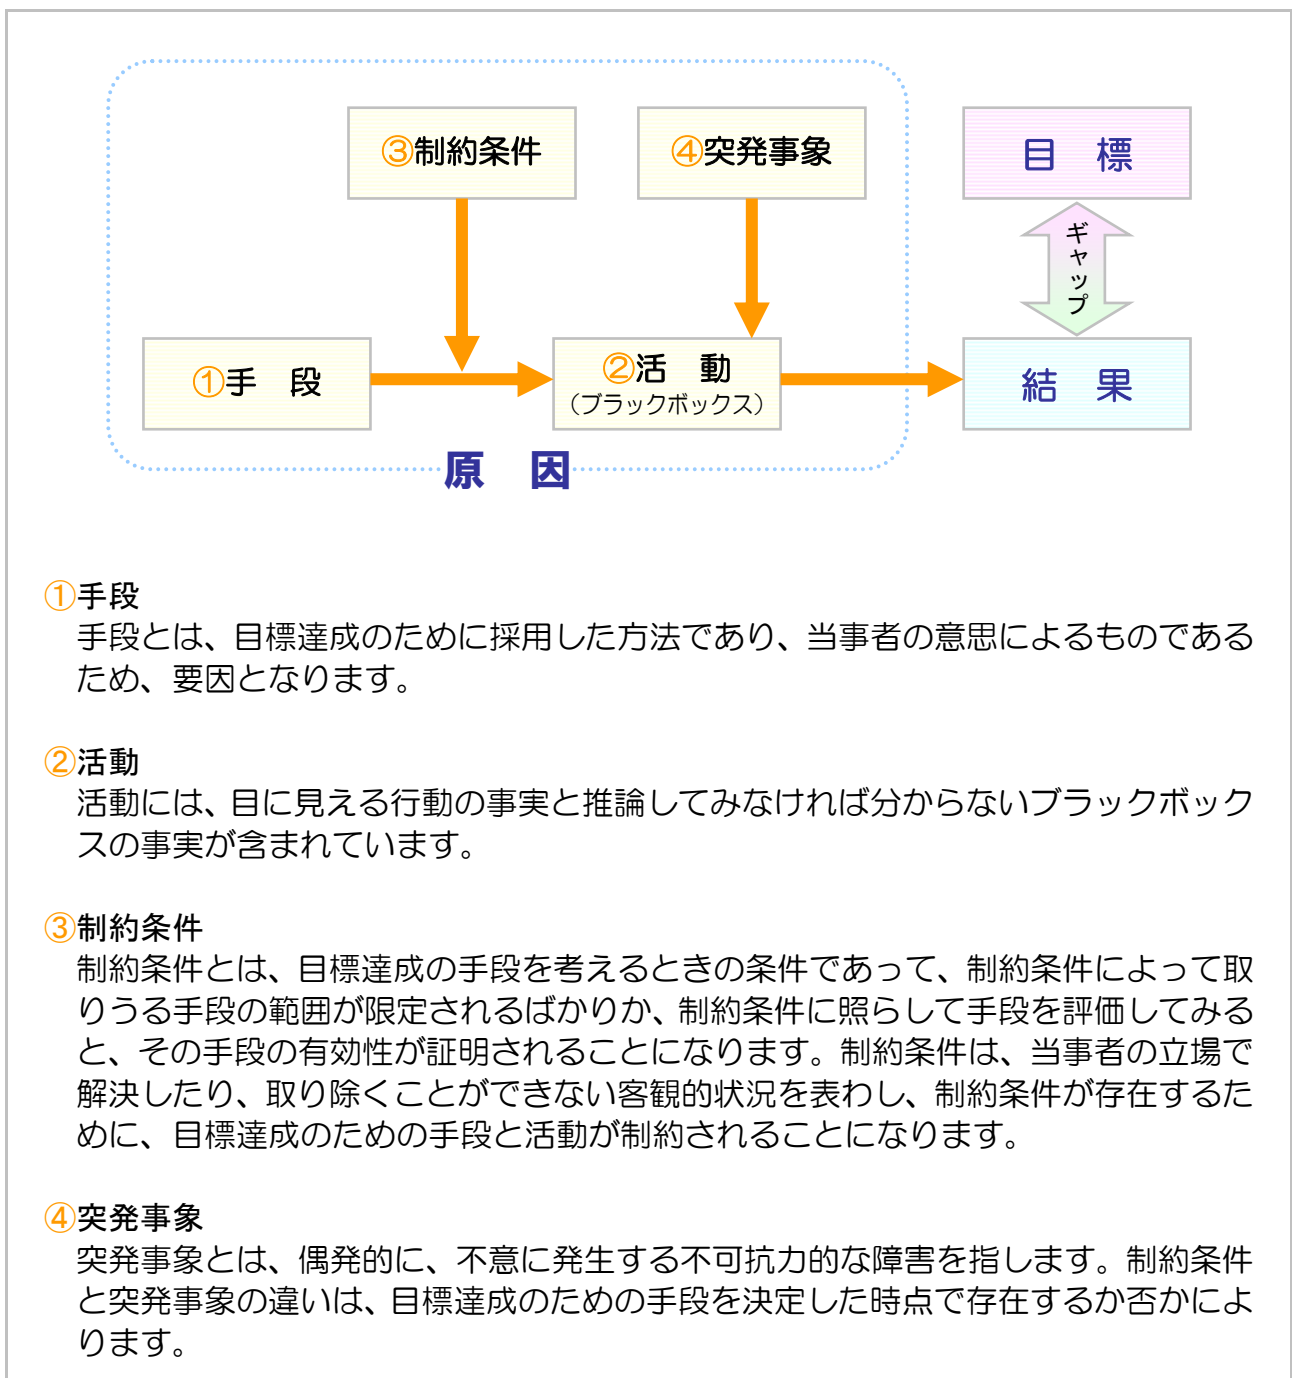 ③制約条件
④突発事象
目 標
ギャップ
①手 段
②活 動
(ブラックボックス)
結 果
原 因
①手段
手段とは、目標達成のために採用した方法であり、当事者の意思によるものである
ため、要因となります。
②活動
活動には、目に見える行動の事実と推論してみなければ分からないブラックボック
スの事実が含まれています。
③制約条件
制約条件とは、目標達成の手段を考えるときの条件であって、制約条件によって取
りうる手段の範囲が限定されるばかりか、制約条件に照らして手段を評価してみる
と、その手段の有効性が証明されることになります。制約条件は、当事者の立場で
解決したり、取り除くことができない客観的状況を表わし、制約条件が存在するた
めに、目標達成のための手段と活動が制約されることになります。
④突発事象
突発事象とは、偶発的に、不意に発生する不可抗力的な障害を指します。制約条件
と突発事象の違いは、目標達成のための手段を決定した時点で存在するか否かによ
ります。